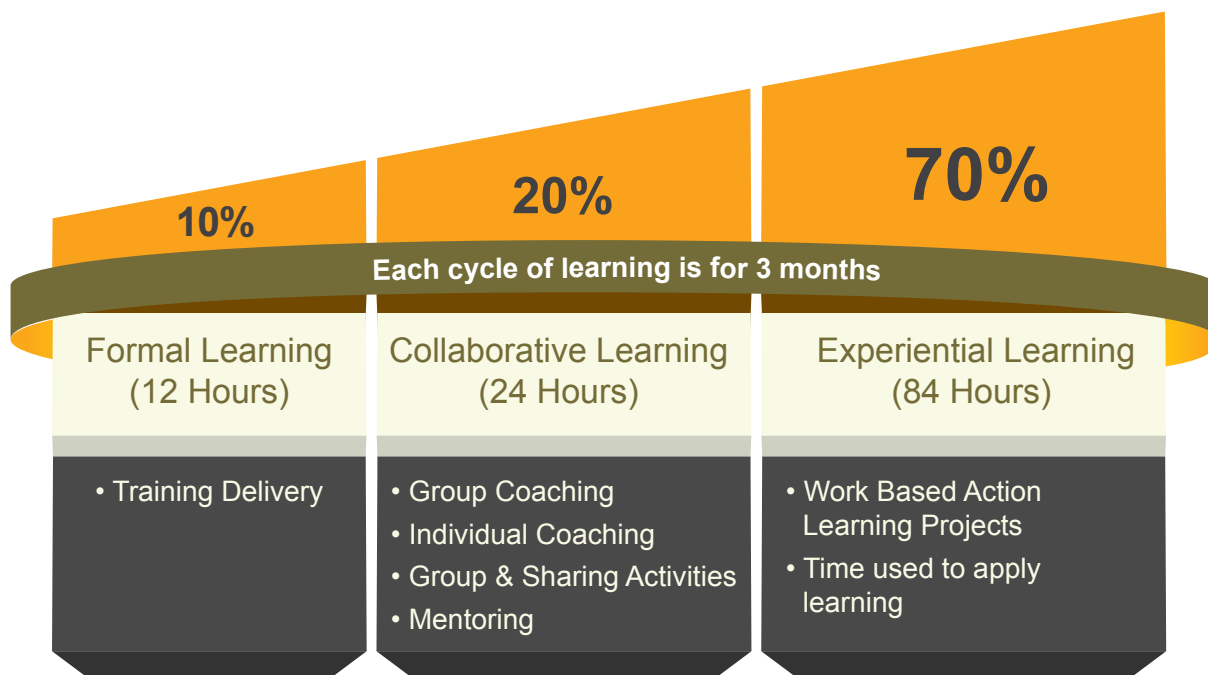 10%
20%
70%
Each cycle of learning is for 3 months
Formal Learning
(12 Hours)
Collaborative Learning
(24 Hours)
Experiential Learning
(84 Hours)
• Training Delivery
• Group Coaching
• Individual Coaching
• Group & Sharing Activities
• Mentoring
• Work Based Action
Learning Projects
• Time used to apply
learning